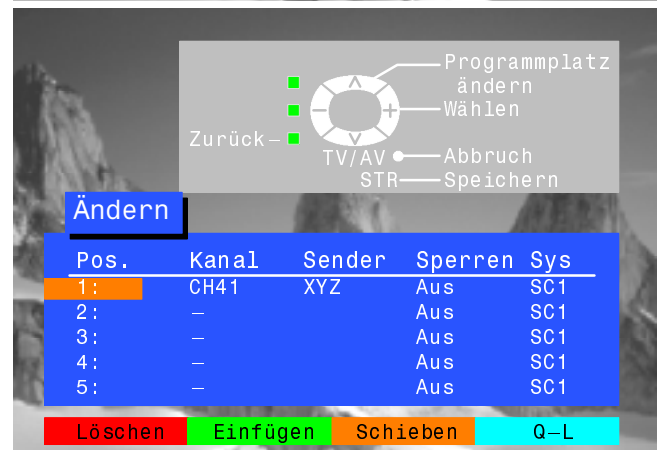 Programmplatz
ändern
Wählen
Zurück
TV/AV Abbruch
STR Speichern
Ändern
Pos. Kanal Sender Sperren Sys
1: CH41 XYZ Aus SC1
2: – Aus SC1
3: – Aus SC1
4: – Aus SC1
5: – Aus SC1
Löschen Einfügen Schieben Q–L